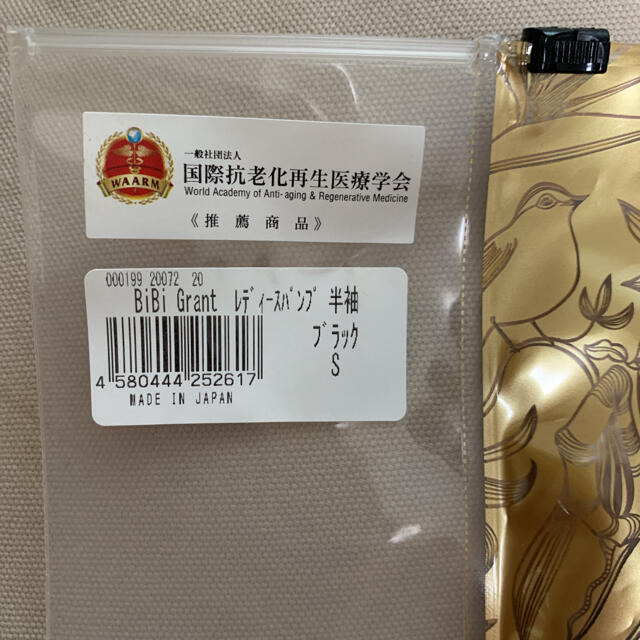 一般社団法人
国際抗老化再生医療学会
WAARM
World Academy of Anti-aging & Regenerative Medicine
《推薦商品》
000199 20072 20
BiBi Grant ﾚﾃﾞｨｰｽﾊﾟﾝﾌﾟ 半袖
ﾌﾞﾗｯｸ
S
4 580444 252617
MADE IN JAPAN